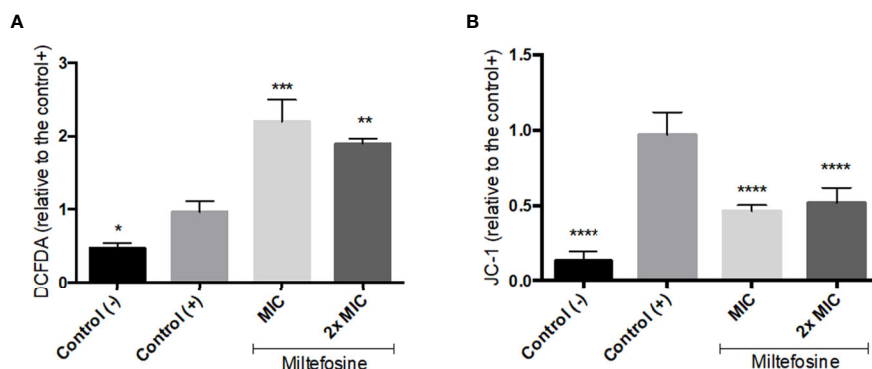 A
DCFDA (relative to the control+)
3
2
1
0
*
***
**
Control (-)
Control (+)
MIC
2x MIC
Miltefosine
B
JC-1 (relative to the control+)
1.5
1.0
0.5
0.0
****
****
****
Control (-)
Control (+)
MIC
2x MIC
Miltefosine